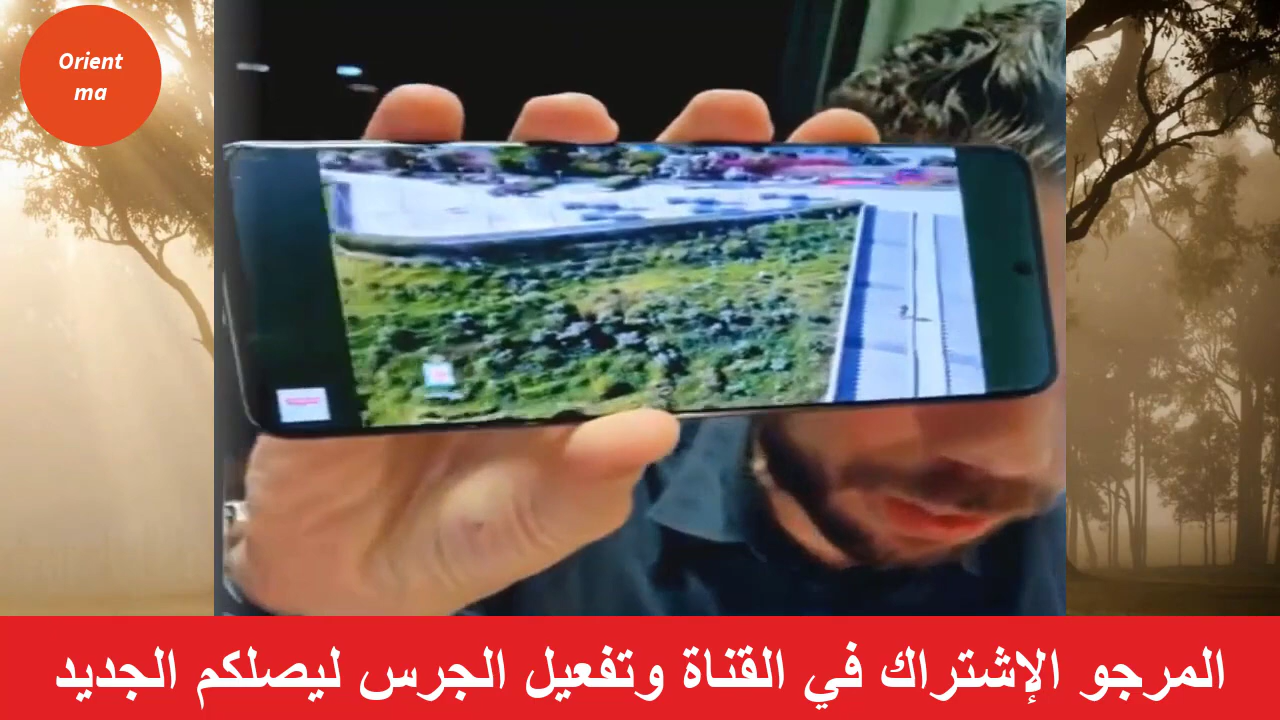 Orient
ma
المرجو الإشتراك في القناة وتفعيل الجرس ليصلكم الجديد